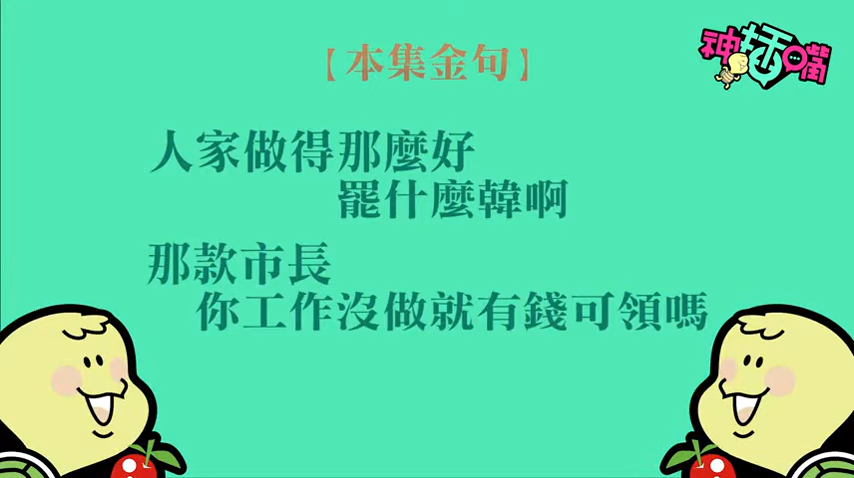 【本集金句】
神插嘴
人家做得那麼好
罷什麼韓啊
那款市長
你工作沒做就有錢可領嗎